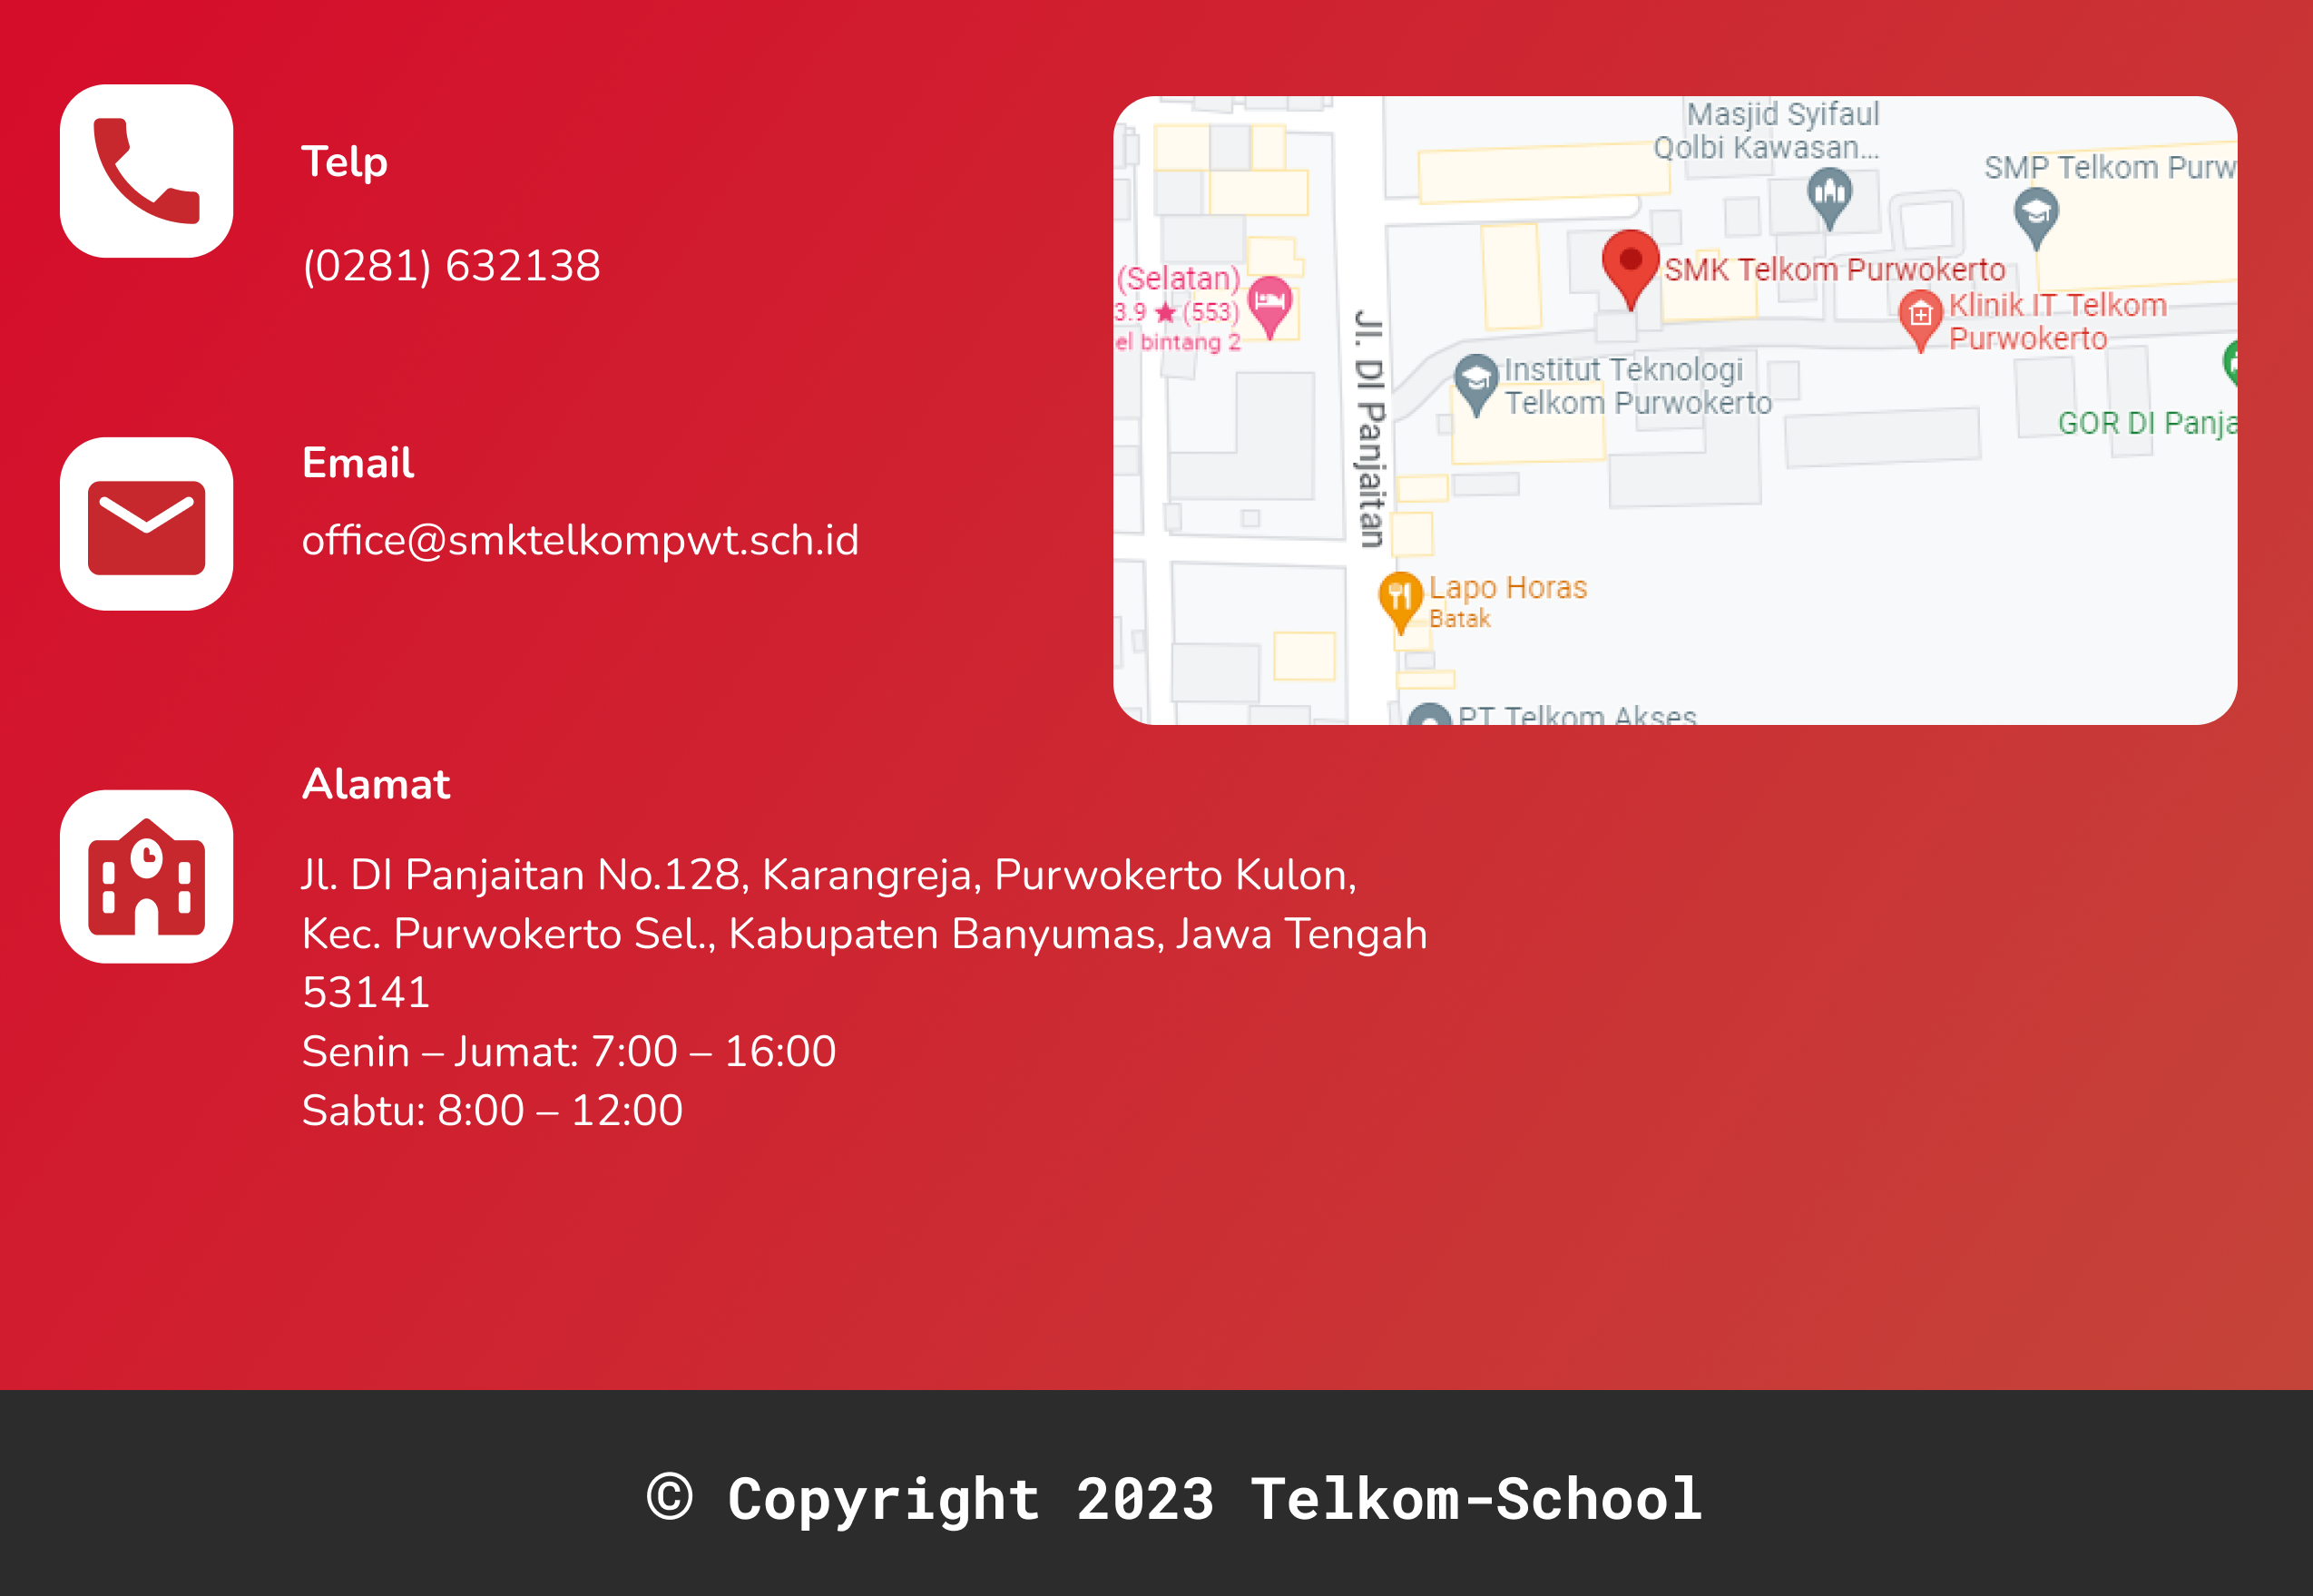 Telp
(0281) 632138
Email
office@smktelkompwt.sch.id
Alamat
Jl. DI Panjaitan No.128, Karangreja, Purwokerto Kulon,
Kec. Purwokerto Sel., Kabupaten Banyumas, Jawa Tengah
53141
Senin – Jumat: 7:00 – 16:00
Sabtu: 8:00 – 12:00
Masjid Syifaul
Qolbi Kawasan...
SMP Telkom Purw
SMK Telkom Purwokerto
(Selatan)
3.9 ★ (553)
el bintang 2
Klinik IT Telkom
Purwokerto
Jl. DI Panjaitan
Institut Teknologi
Telkom Purwokerto
GOR DI Panja
Lapo Horas
Batak
PT Telkom Akses
© Copyright 2023 Telkom-School